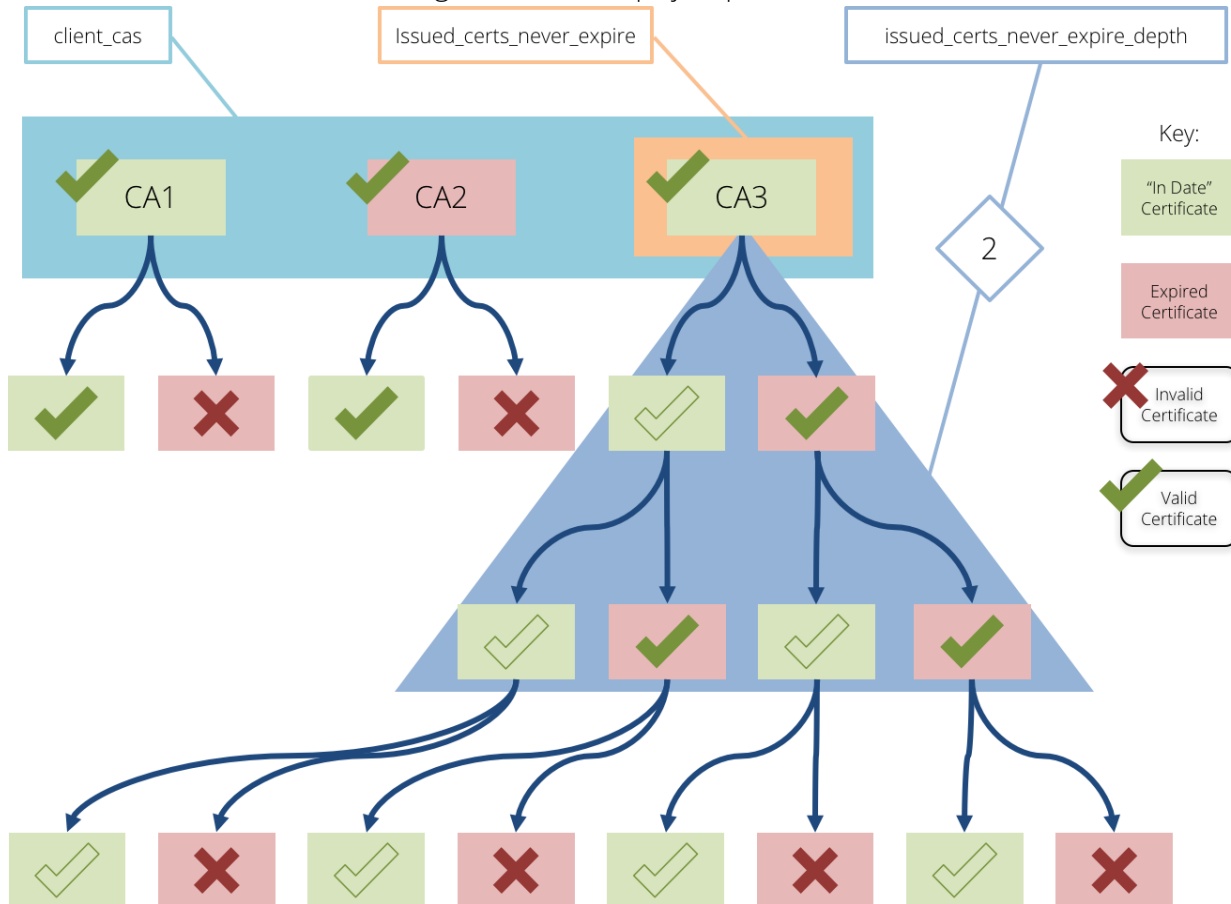 client_cas
Issued_certs_never_expire
issued_certs_never_expire_depth
Key:
CA1
CA2
CA3
"In Date"
Certificate
2
Expired
Certificate
Invalid
Certificate
Valid
Certificate